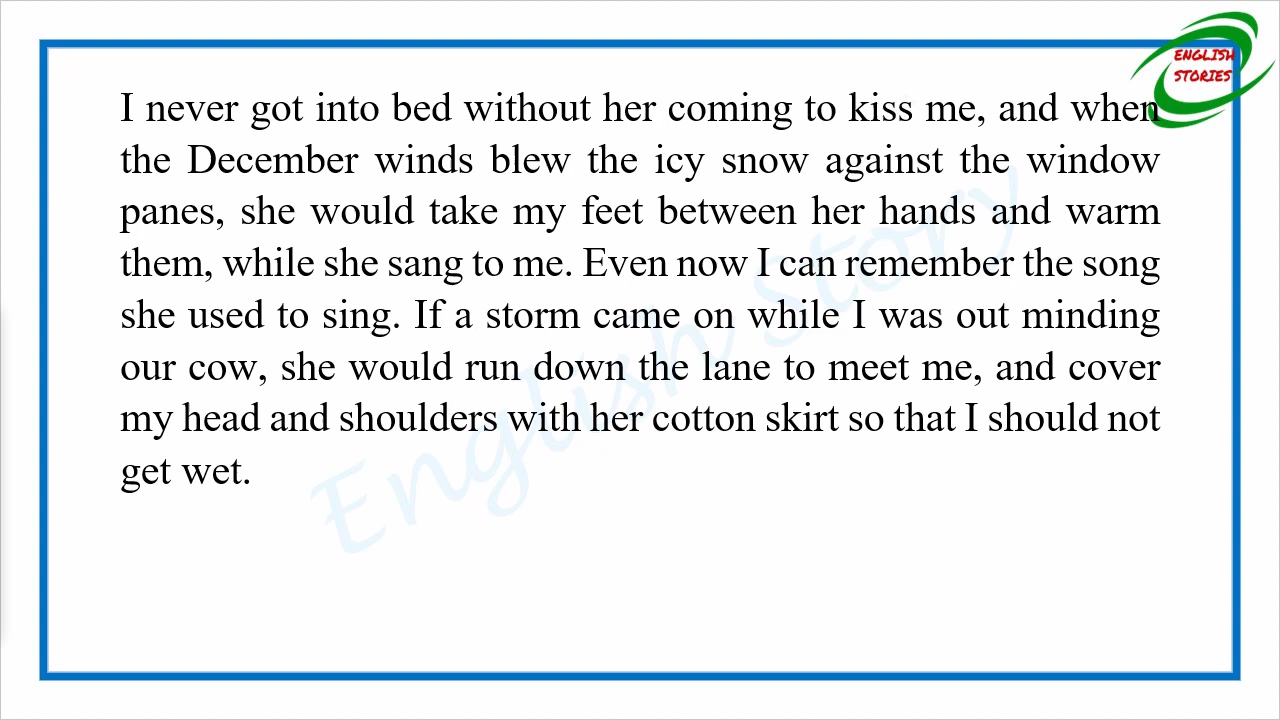 ENGLISH
STORIES
I never got into bed without her coming to kiss me, and when
the December winds blew the icy snow against the window
panes, she would take my feet between her hands and warm
them, while she sang to me. Even now I can remember the song
she used to sing. If a storm came on while I was out minding
our cow, she would run down the lane to meet me, and cover
my head and shoulders with her cotton skirt so that I should not
get wet.
English Story